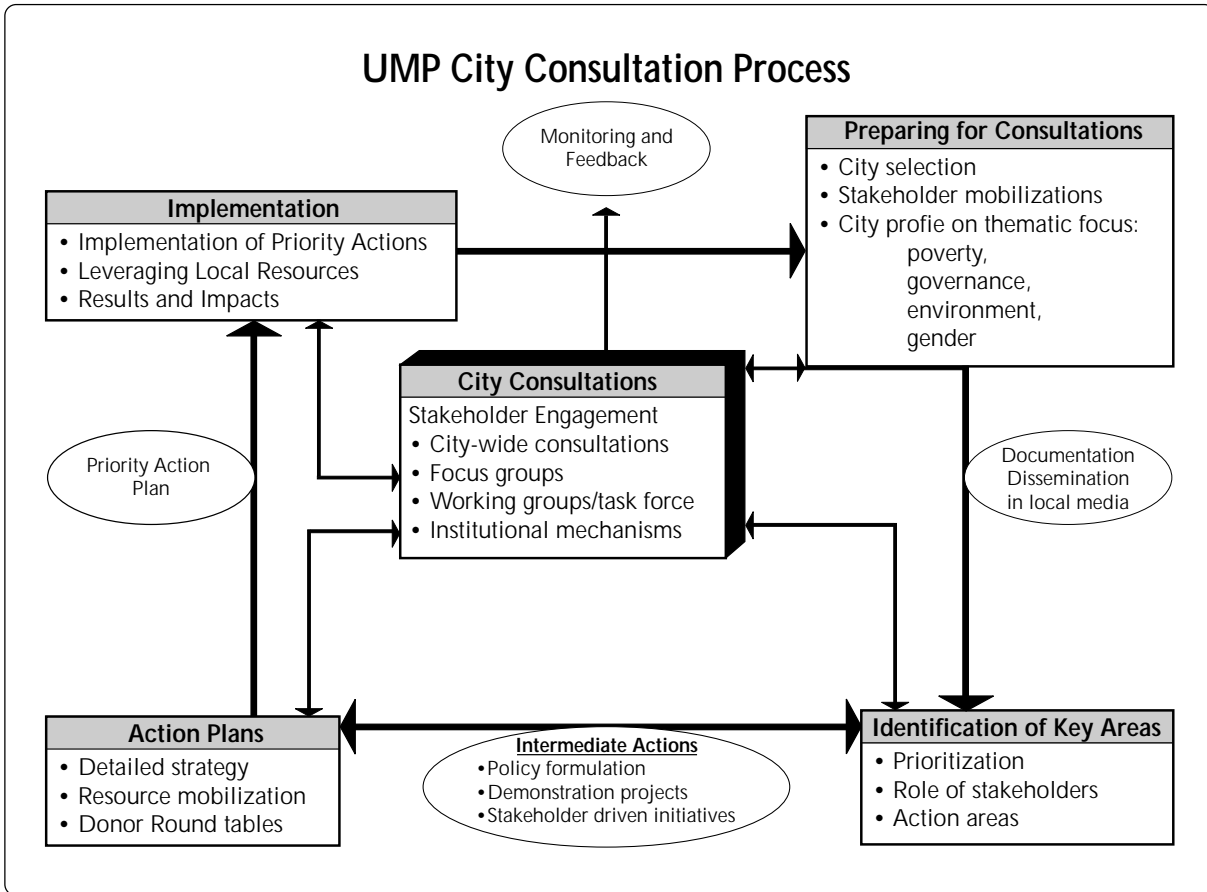 UMP City Consultation Process
Monitoring and
Feedback
Preparing for Consultations
• City selection
• Stakeholder mobilizations
• City profie on thematic focus:
poverty,
governance,
environment,
gender
Implementation
• Implementation of Priority Actions
• Leveraging Local Resources
• Results and Impacts
City Consultations
Stakeholder Engagement
• City-wide consultations
• Focus groups
• Working groups/task force
• Institutional mechanisms
Priority Action
Plan
Documentation
Dissemination
in local media
Action Plans
• Detailed strategy
• Resource mobilization
• Donor Round tables
Intermediate Actions
•Policy formulation
•Demonstration projects
•Stakeholder driven initiatives
Identification of Key Areas
• Prioritization
• Role of stakeholders
• Action areas